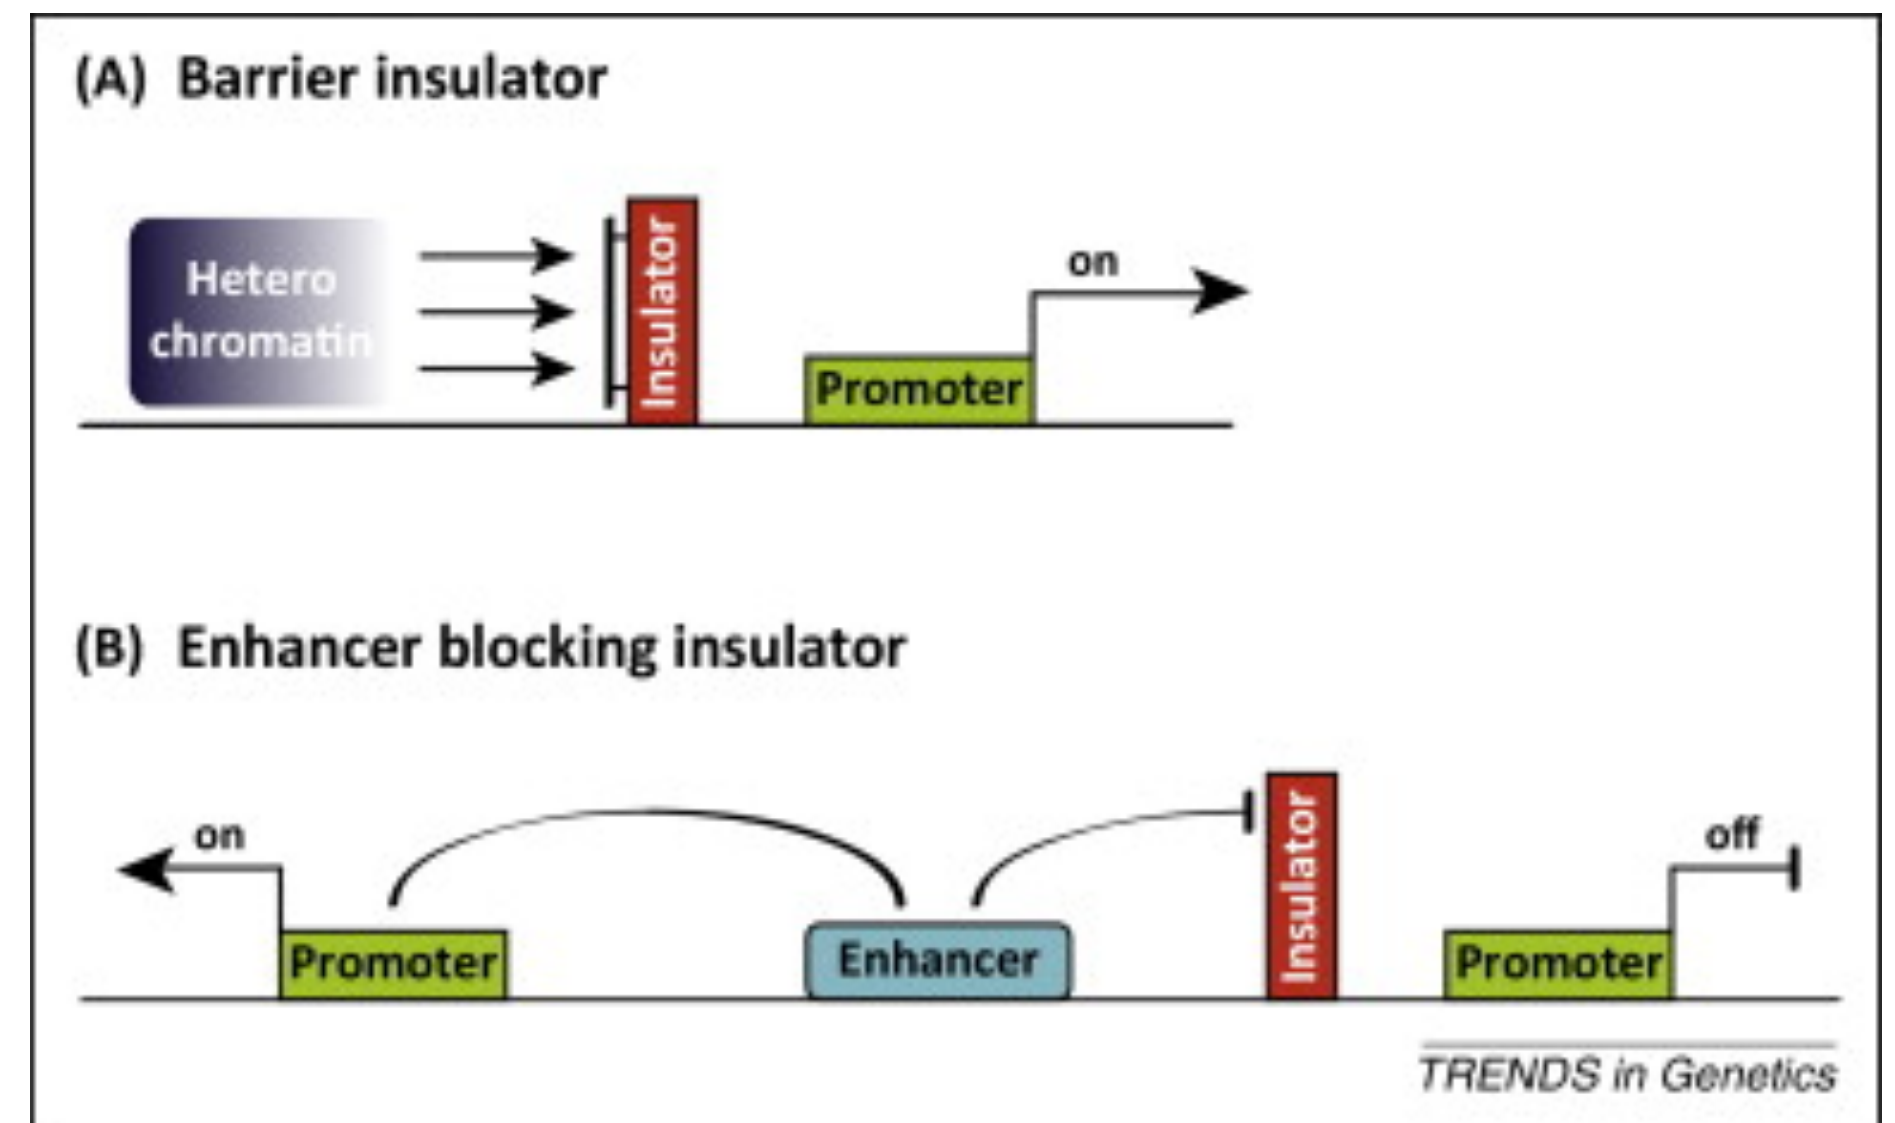 (A) Barrier insulator
Hetero
chromatin
Insulator
on
Promoter
(B) Enhancer blocking insulator
on
Promoter
Enhancer
Insulator
off
Promoter
TRENDS in Genetics